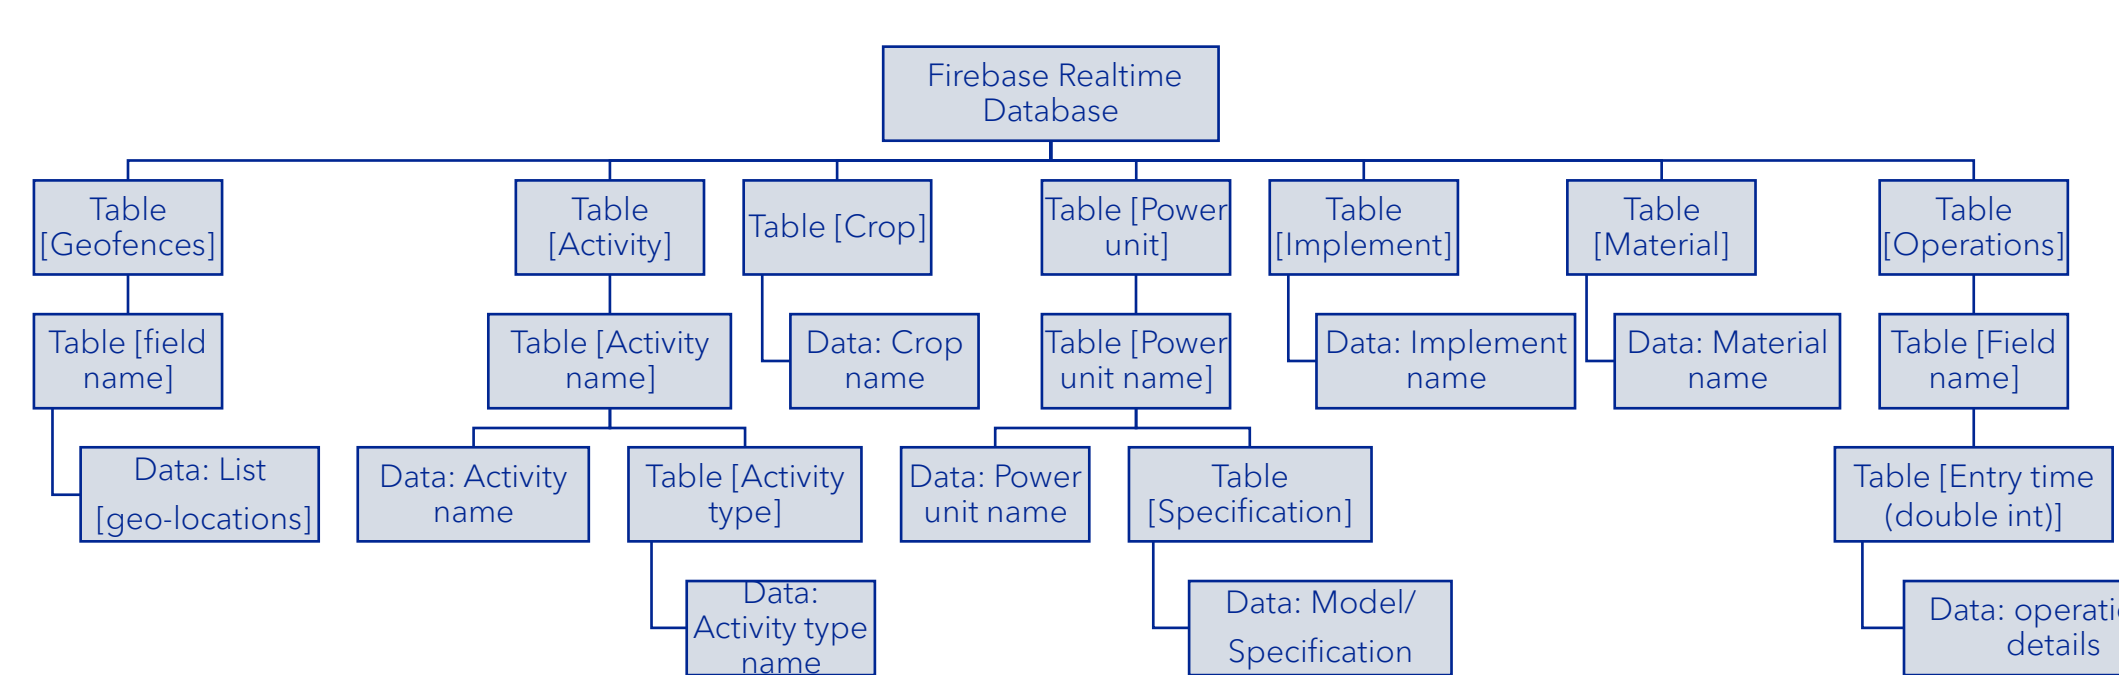 Firebase Realtime
Database
Table
[Geofences]
Table
[Activity]
Table [Crop]
Table [Power
unit]
Table
[Implement]
Table
[Material]
Table
[Operations]
Table [field
name]
Table [Activity
name]
Data: Crop
name
Table [Power
unit name]
Data: Implement
name
Data: Material
name
Table [Field
name]
Data: List
[geo-locations]
Data: Activity
name
Table [Activity
type]
Data: Power
unit name
Table
[Specification]
Table [Entry time
(double int)]
Data:
Activity type
name
Data: Model/
Specification
Data:
details